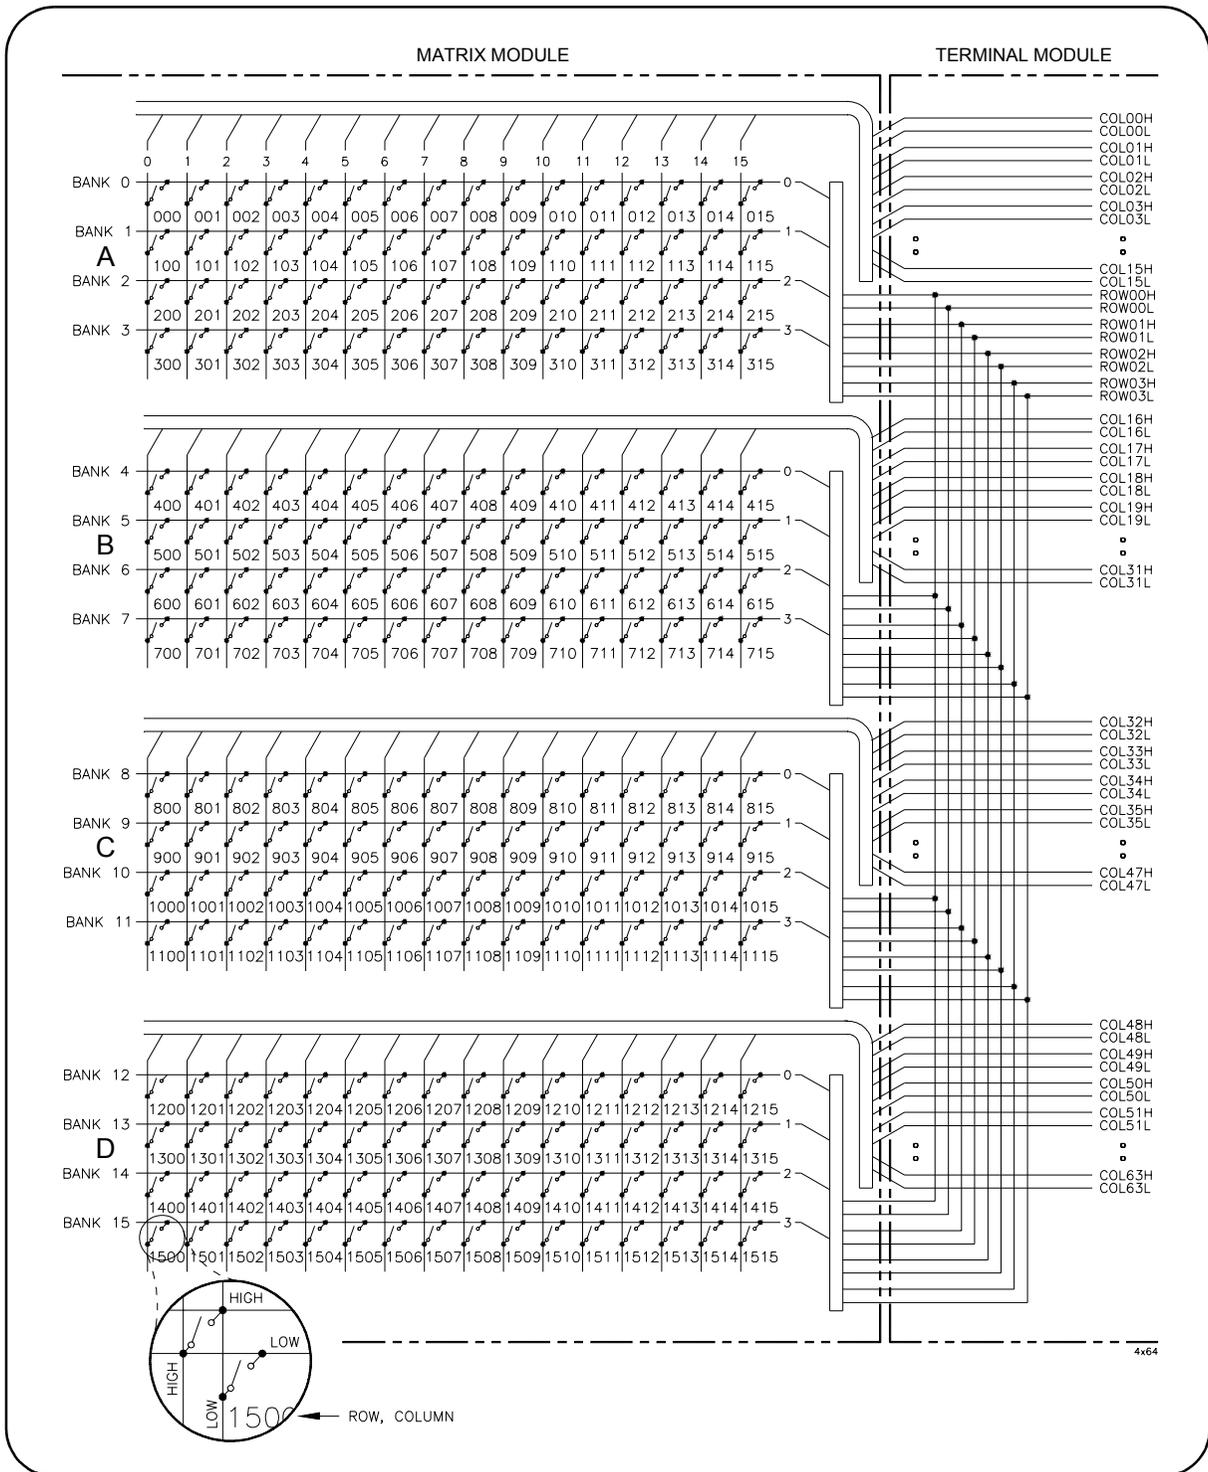 MATRIX MODULE TERMINAL MODULE
COL00H
COL00L
COL01H
COL01L
0 1 2 3 4 5 6 7 8 9 10 11 12 13 14 15
COL02H
BANK 0 0
COL02L
COL03H
000 001 002 003 004 005 006 007 008 009 010 011 012 013 014 015
COL03L
BANK 1 1
A
100 101 102 103 104 105 106 107 108 109 110 111 112 113 114 115
COL15H
BANK 2 2
COL15L
ROW00H
ROW00L
200 201 202 203 204 205 206 207 208 209 210 211 212 213 214 215
ROW01H
BANK 3 3
ROW01L
ROW02H
300 301 302 303 304 305 306 307 308 309 310 311 312 313 314 315
ROW02L
ROW03H
ROW03L
COL16H
COL16L
COL17H
COL17L
BANK 4 0
COL18H
COL18L
400 401 402 403 404 405 406 407 408 409 410 411 412 413 414 415
COL19H
BANK 5 1
COL19L
B
500 501 502 503 504 505 506 507 508 509 510 511 512 513 514 515
BANK 6 2
COL31H
COL31L
600 601 602 603 604 605 606 607 608 609 610 611 612 613 614 615
BANK 7 3
700 701 702 703 704 705 706 707 708 709 710 711 712 713 714 715
COL32H
COL32L
COL33H
COL33L
BANK 8 0
COL34H
COL34L
800 801 802 803 804 805 806 807 808 809 810 811 812 813 814 815
COL35H
BANK 9 1
COL35L
C
900 901 902 903 904 905 906 907 908 909 910 911 912 913 914 915
BANK 10 2
COL47H
COL47L
1000 1001 1002 1003 1004 1005 1006 1007 1008 1009 1010 1011 1012 1013 1014 1015
BANK 11 3
1100 1101 1102 1103 1104 1105 1106 1107 1108 1109 1110 1111 1112 1113 1114 1115
COL48H
COL48L
COL49H
COL49L
BANK 12 0
COL50H
COL50L
1200 1201 1202 1203 1204 1205 1206 1207 1208 1209 1210 1211 1212 1213 1214 1215
COL51H
BANK 13 1
COL51L
D
1300 1301 1302 1303 1304 1305 1306 1307 1308 1309 1310 1311 1312 1313 1314 1315
BANK 14 2
COL63H
COL63L
1400 1401 1402 1403 1404 1405 1406 1407 1408 1409 1410 1411 1412 1413 1414 1415
BANK 15 3
1500 1501 1502 1503 1504 1505 1506 1507 1508 1509 1510 1511 1512 1513 1514 1515
HIGH
LOW
HIGH
LOW
1500
ROW, COLUMN
4x64